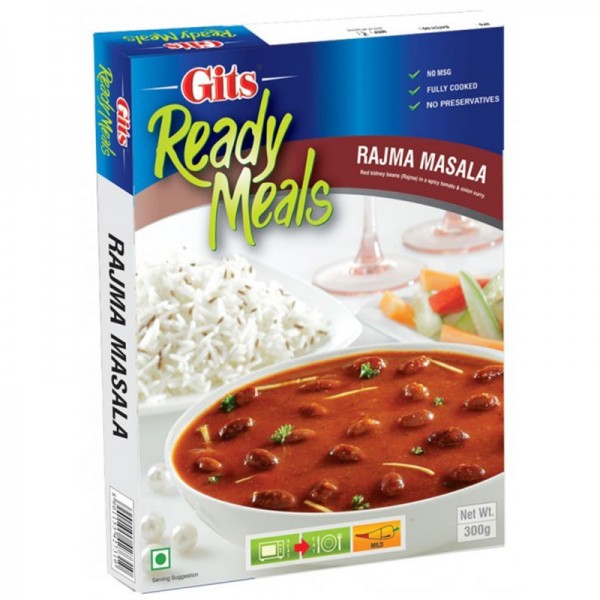 Gits
Ready
Meals
NO MSG
FULLY COOKED
NO PRESERVATIVES
RAJMA MASALA
Red kidney beans (Rajma) in a spicy tomato & onion curry.
Net Wt.
300g
MILD
Serving Suggestion
Gits
Ready Meals
RAJMA MASALA